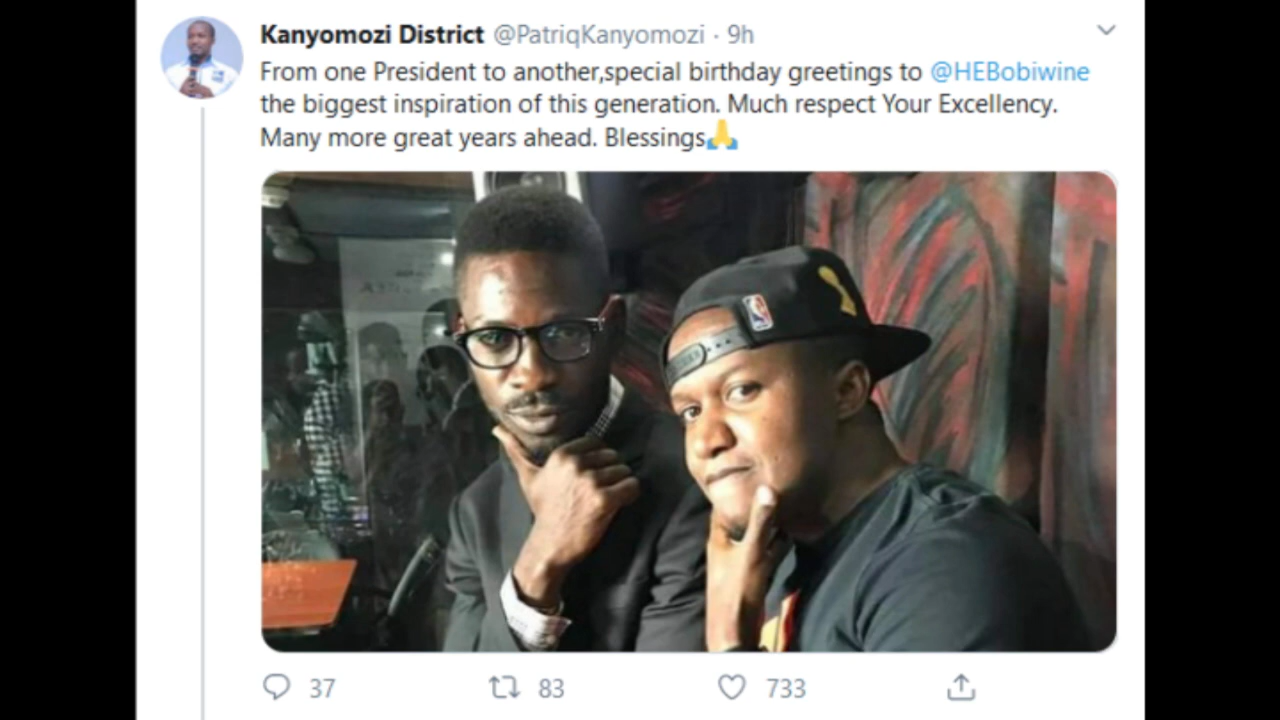 Kanyomozi District @PatriqKanyomozi · 9h
From one President to another,special birthday greetings to @HEBobiwine
the biggest inspiration of this generation. Much respect Your Excellency.
Many more great years ahead. Blessings🙏
37 83 733